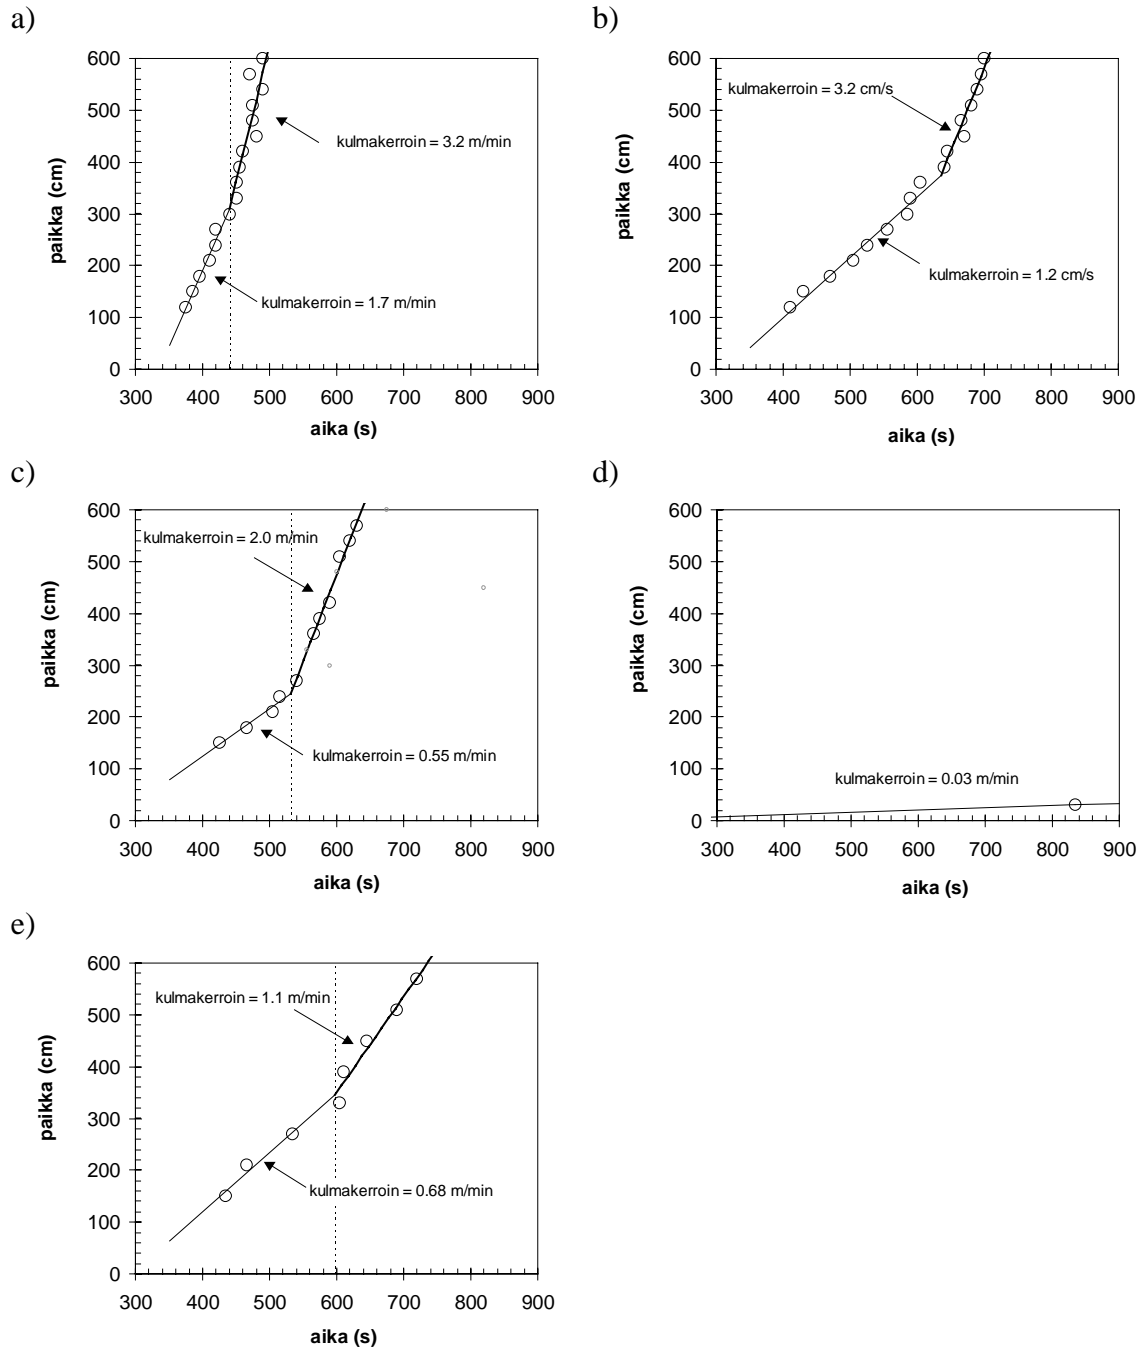 a)
600
500
400
300
200
100
0
paikka (cm)
kulmakerroin = 3.2 m/min
kulmakerroin = 1.7 m/min
300 400 500 600 700 800 900
aika (s)
b)
600
500
400
300
200
100
0
paikka (cm)
kulmakerroin = 3.2 cm/s
kulmakerroin = 1.2 cm/s
300 400 500 600 700 800 900
aika (s)
c)
600
500
400
300
200
100
0
paikka (cm)
kulmakerroin = 2.0 m/min
kulmakerroin = 0.55 m/min
300 400 500 600 700 800 900
aika (s)
d)
600
500
400
300
200
100
0
paikka (cm)
kulmakerroin = 0.03 m/min
300 400 500 600 700 800 900
aika (s)
e)
600
500
400
300
200
100
0
paikka (cm)
kulmakerroin = 1.1 m/min
kulmakerroin = 0.68 m/min
300 400 500 600 700 800 900
aika (s)